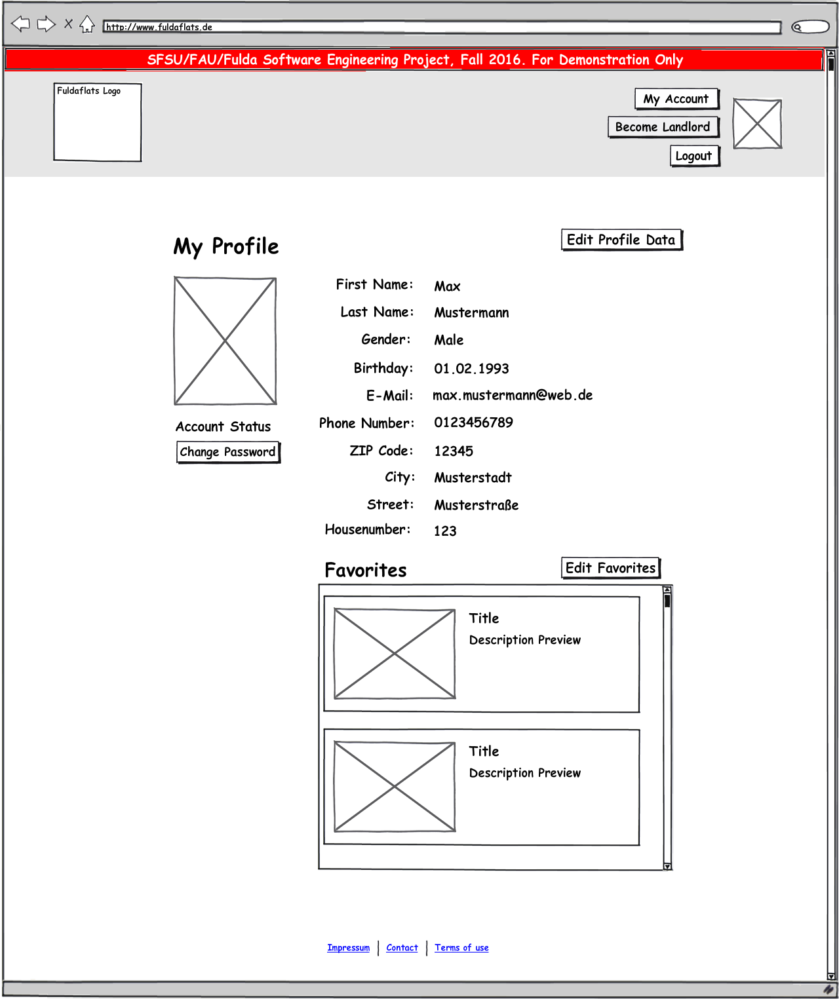 http://www.fuldaflats.de
SFSU/FAU/Fulda Software Engineering Project, Fall 2016. For Demonstration Only
Fuldaflats Logo
My Account
Become Landlord
Logout
My Profile
Edit Profile Data
First Name: Max
Last Name: Mustermann
Gender: Male
Birthday: 01.02.1993
E-Mail: max.mustermann@web.de
Phone Number: 0123456789
Account Status
Change Password
ZIP Code: 12345
City: Musterstadt
Street: Musterstraße
Housenumber: 123
Favorites
Edit Favorites
Title
Description Preview
Title
Description Preview
Impressum | Contact | Terms of use